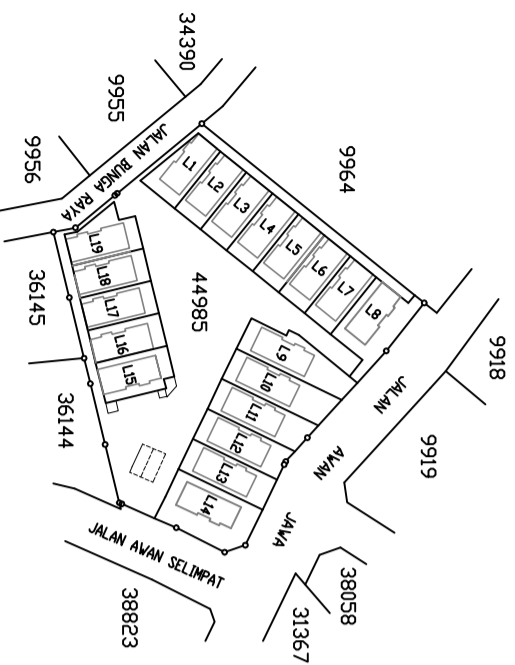 34390
9955
9956
JALAN BUNGA RAYA
9964
L1
L2
L3
L4
L5
L6
L7
L8
9918
9919
JALAN
AWAN
JAWA
44985
L19
L18
L17
L16
L15
36145
36144
L9
L10
L11
L12
L13
L14
JALAN AWAN SELIMPAT
38823
38058
31367